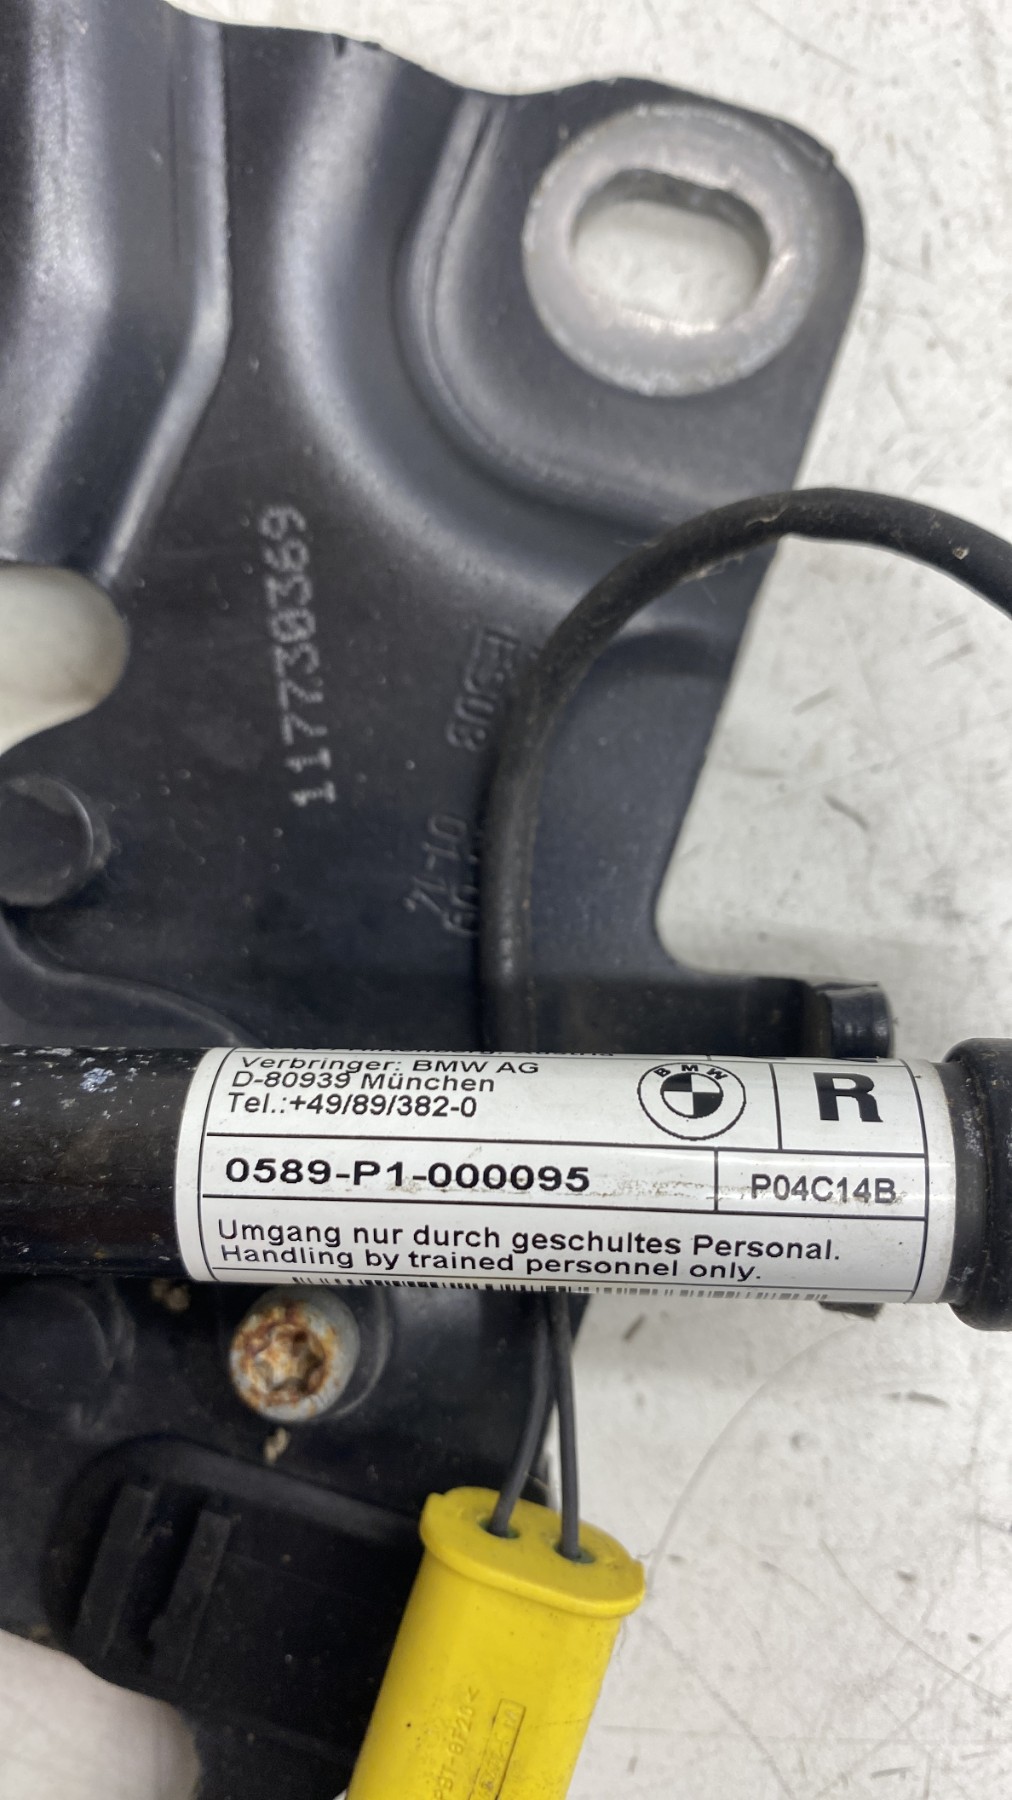 117730369
BOSCH
Verbringer: BMW AG
D-80939 München
Tel.:+49/89/382-0
BMW
R
0589-P1-000095
P04C14B
Umgang nur durch geschultes Personal.
Handling by trained personnel only.